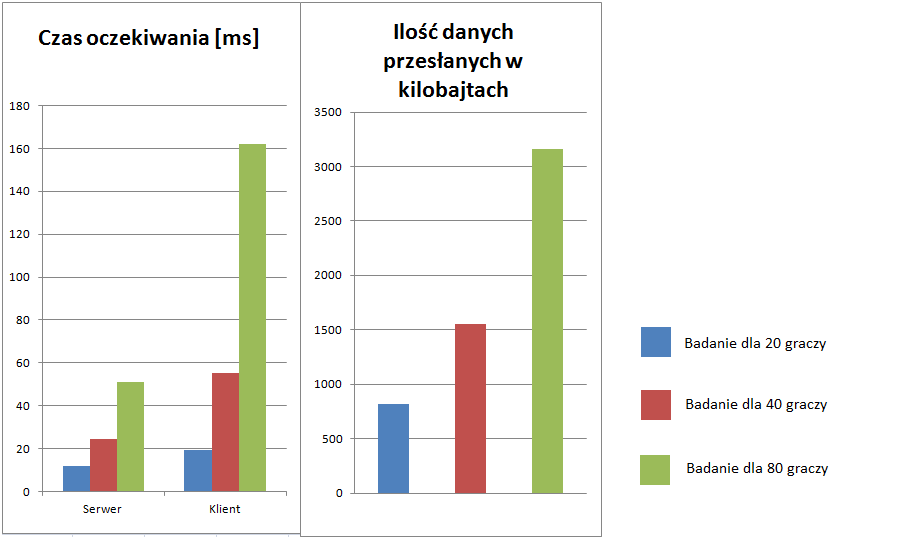 Czas oczekiwania [ms]
180
160
140
120
100
80
60
40
20
0
Serwer
Klient
Ilość danych
przesłanych w
kilobajtach
3500
3000
2500
2000
1500
1000
500
0
Badanie dla 20 graczy
Badanie dla 40 graczy
Badanie dla 80 graczy